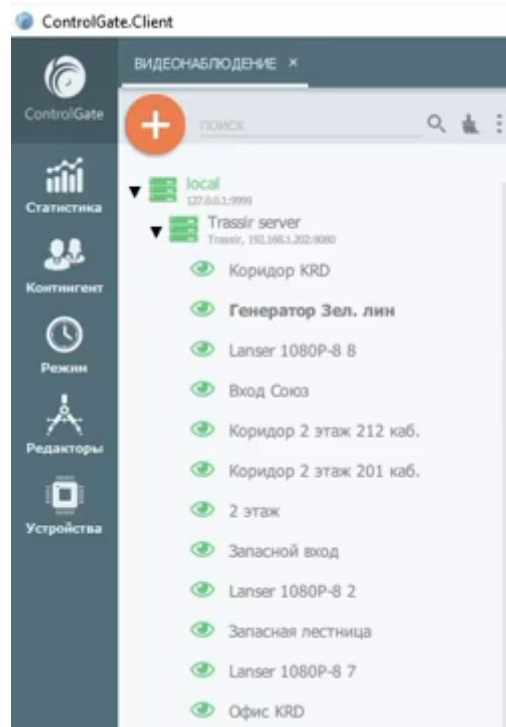 ControlGate.Client
ControlGate
ВИДЕОНАБЛЮДЕНИЕ ×
поиск
local
127.0.0.1:9999
Trassir server
Trassir, 192.168.1.202:8080
Статистика
Контингент
Режим
Редакторы
Устройства
Коридор KRD
Генератор Зел. лин
Lanser 1080P-8 8
Вход Союз
Коридор 2 этаж 212 каб.
Коридор 2 этаж 201 каб.
2 этаж
Запасной вход
Lanser 1080P-8 2
Запасная лестница
Lanser 1080P-8 7
Офис KRD